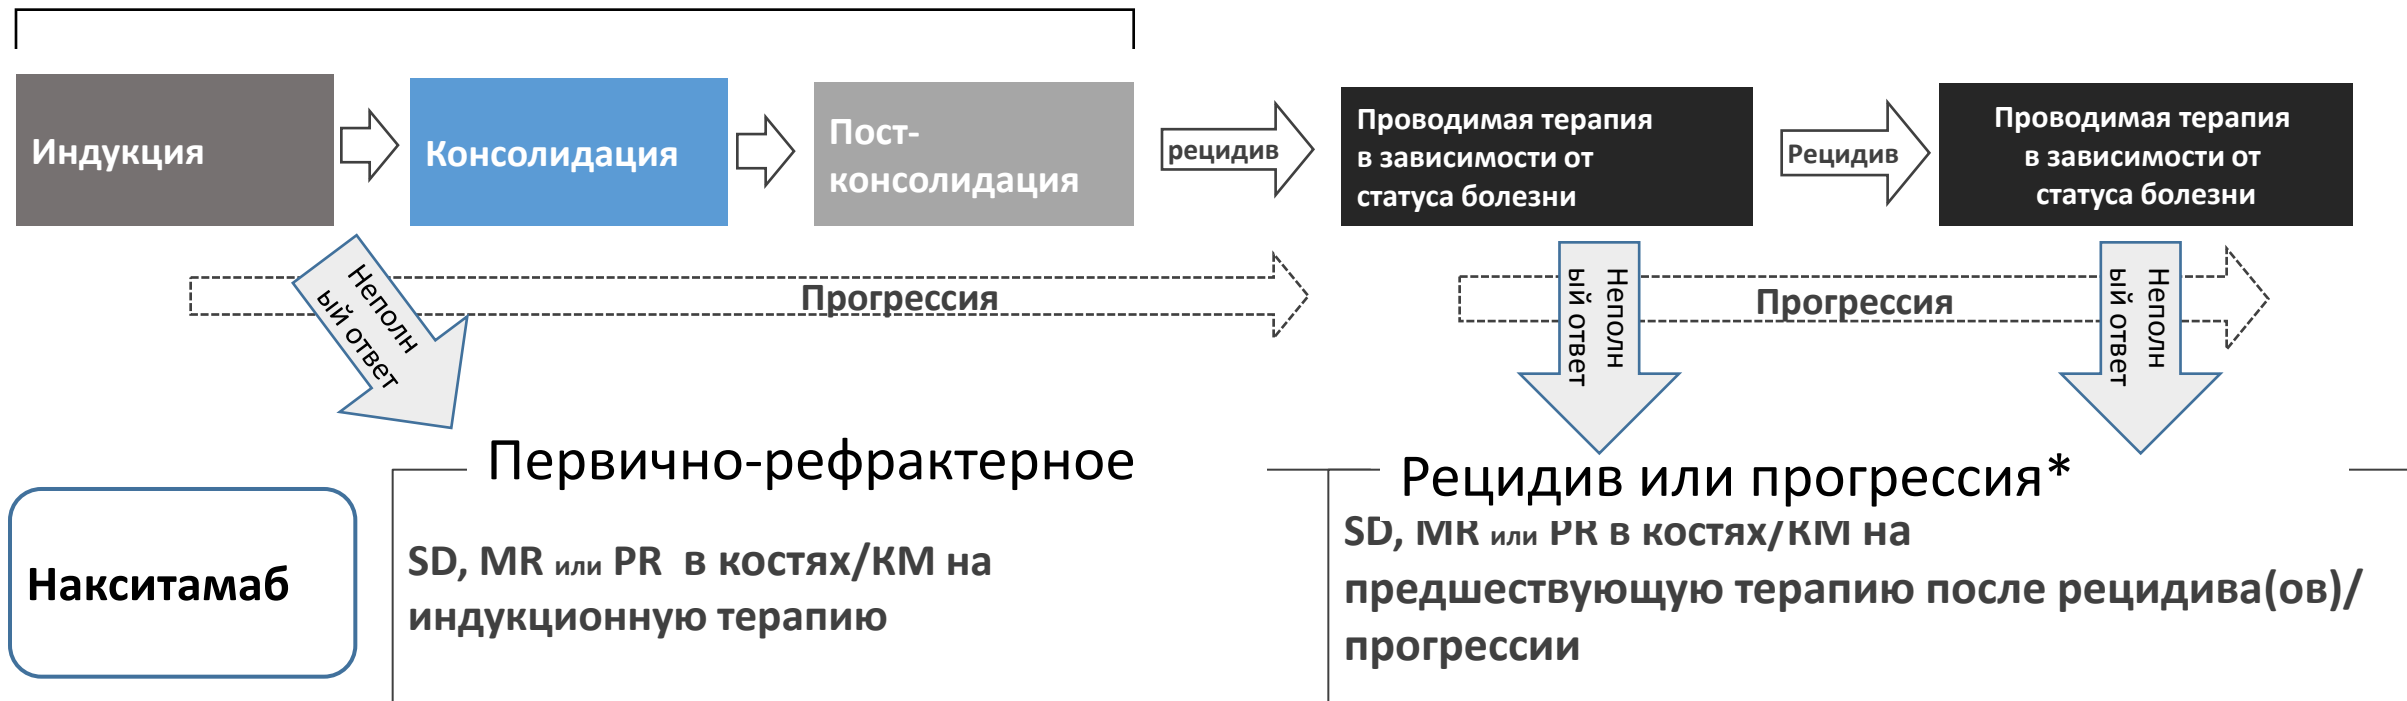 Индукция
Консолидация
Пост-
консолидация
рецидив
Проводимая терапия
в зависимости от
статуса болезни
Рецидив
Проводимая терапия
в зависимости от
статуса болезни
Неполн
ый ответ
Прогрессия
Неполн
ый ответ
Прогрессия
Неполн
ый ответ
Первично-рефрактерное
Рецидив или прогрессия*
Накситамаб
SD, MR или PR в костях/КМ на
индукционную терапию
SD, MR или PR в костях/КМ на
предшествующую терапию после рецидива(ов)/
прогрессии